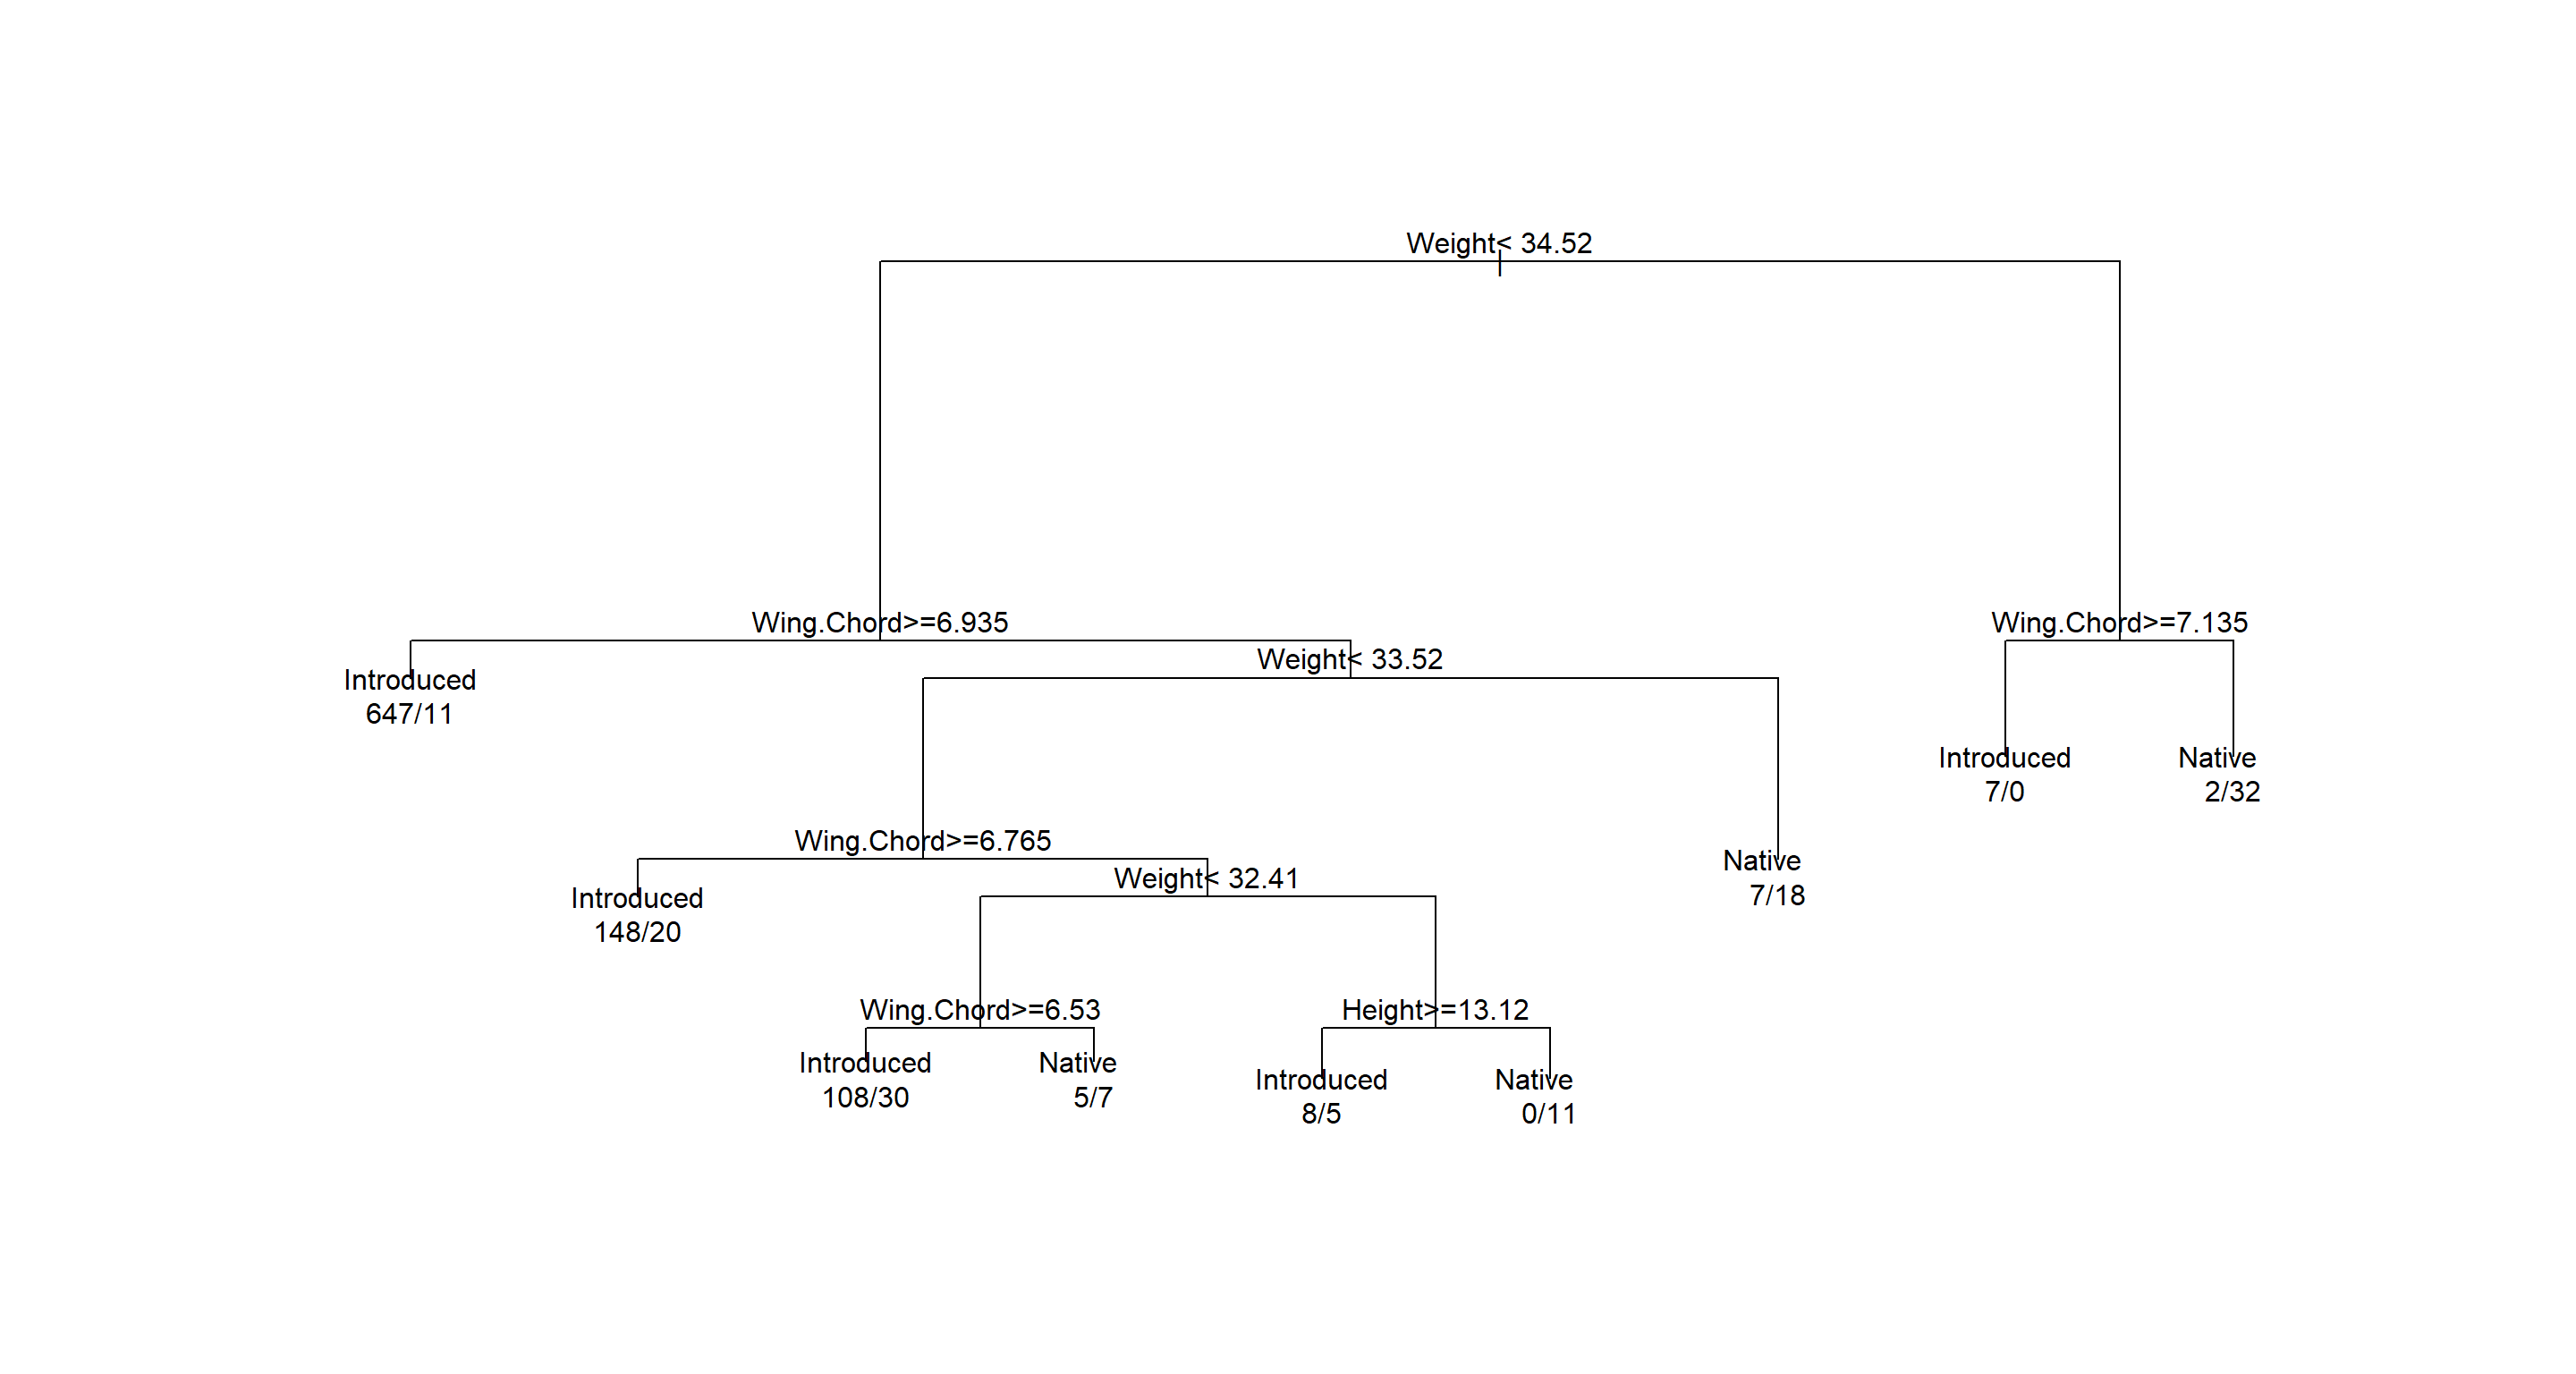 Weight< 34.52
Wing.Chord>=6.935
Wing.Chord>=7.135
Weight< 33.52
Introduced
647/11
Introduced
7/0
Native
2/32
Wing.Chord>=6.765
Native
7/18
Weight< 32.41
Introduced
148/20
Wing.Chord>=6.53
Height>=13.12
Introduced
108/30
Native
5/7
Introduced
8/5
Native
0/11